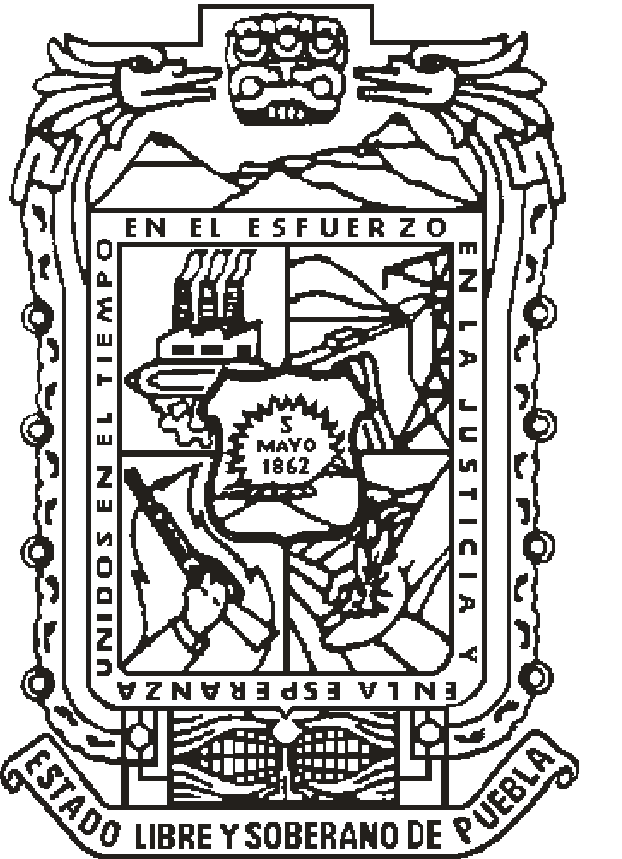 EN EL ESFUERZO
EN LA JUSTICIA Y
EN LA ESPERANZA
UNIDOS EN EL TIEMPO
5
MAYO
1862
ESTADO LIBRE Y SOBERANO DE PUEBLA